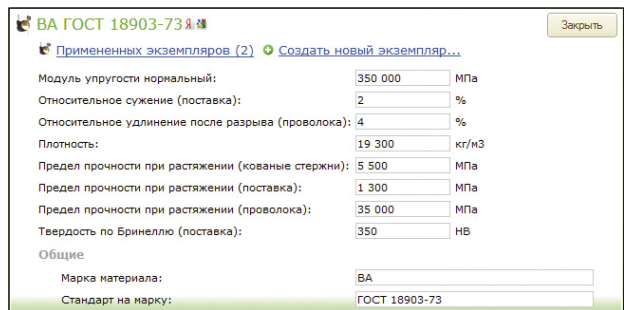 ВА ГОСТ 18903-73
Закрыть
Примененных экземпляров (2) Создать новый экземпляр...
Модуль упругости нормальный: 350 000 МПа
Относительное сужение (поставка): 2 %
Относительное удлинение после разрыва (проволока): 4 %
Плотность: 19 300 кг/м3
Предел прочности при растяжении (кованые стержни): 5 500 МПа
Предел прочности при растяжении (поставка): 1 300 МПа
Предел прочности при растяжении (проволока): 35 000 МПа
Твердость по Бринеллю (поставка): 350 НВ
Общие
Марка материала: ВА
Стандарт на марку: ГОСТ 18903-73